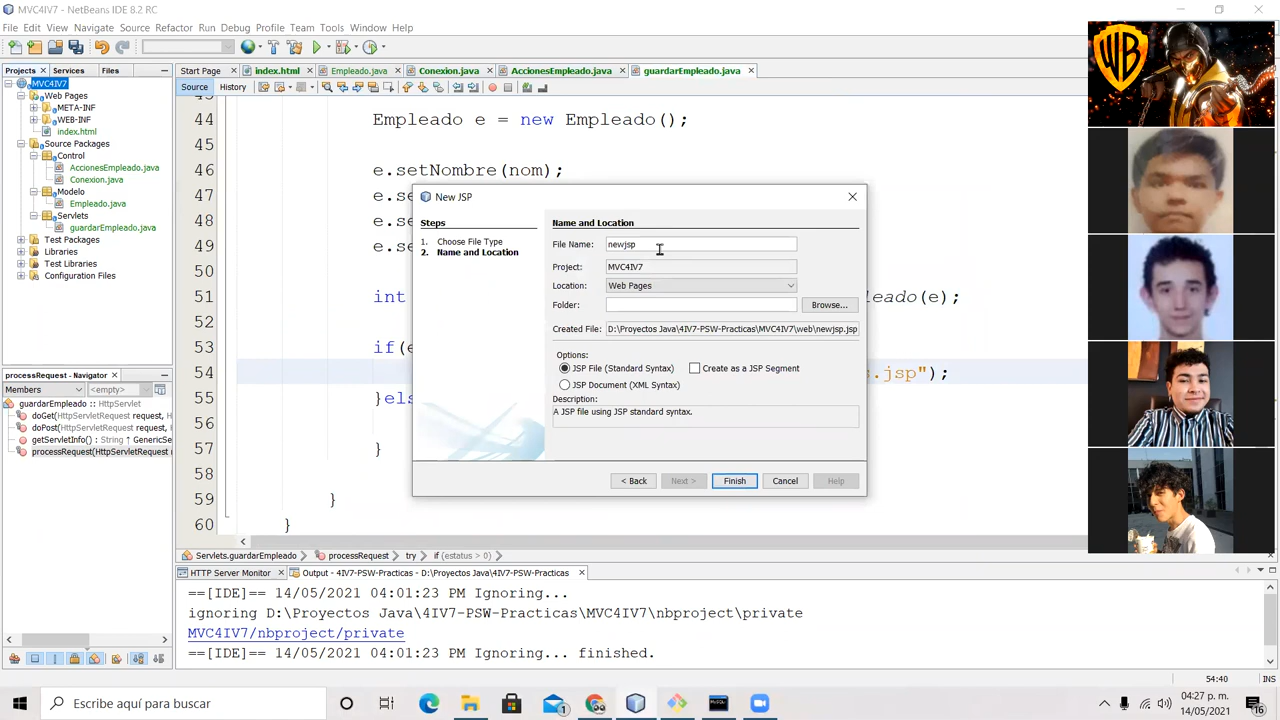 MVC4IV7 - NetBeans IDE 8.2 RC
File Edit View Navigate Source Refactor Run Debug Profile Team Tools Window Help
Projects Services Files
Start Page index.html Empleado.java Conexion.java AccionesEmpleado.java guardarEmpleado.java
Source History
MVC4IV7
Web Pages
META-INF
WEB-INF
index.html
Source Packages
Control
AccionesEmpleado.java
Conexion.java
Modelo
Empleado.java
Servlets
guardarEmpleado.java
Test Packages
Libraries
Test Libraries
Configuration Files
processRequest - Navigator
Members <empty>
guardarEmpleado :: HttpServlet
doGet(HttpServletRequest request,
doPost(HttpServletRequest request,
getServletInfo() : String ↑ GenericSe
processRequest(HttpServletRequest
44 Empleado e = new Empleado();
45
46 e.setNombre(nom);
47 e.se
48 e.se
49 e.se
51 int leado(e);
52
53 if(e
54 s.jsp");
55 }els
56
57 }
58
59 }
60 }
New JSP
Steps
1. Choose File Type
2. Name and Location
Name and Location
File Name: newjsp
Project: MVC4IV7
Location: Web Pages
Folder: Browse...
Created File: D:\Proyectos Java\4IV7-PSW-Practicas\MVC4IV7\web\newjsp.jsp
Options:
JSP File (Standard Syntax) Create as a JSP Segment
JSP Document (XML Syntax)
Description:
A JSP file using JSP standard syntax.
< Back Next > Finish Cancel Help
Servlets.guardarEmpleado processRequest try if (estatus > 0)
HTTP Server Monitor Output - 4IV7-PSW-Practicas - D:\Proyectos Java\4IV7-PSW-Practicas
==[IDE]== 14/05/2021 04:01:23 PM Ignoring...
ignoring D:\Proyectos Java\4IV7-PSW-Practicas\MVC4IV7\nbproject\private
MVC4IV7/nbproject/private
==[IDE]== 14/05/2021 04:01:23 PM Ignoring... finished.
54:40 INS
Escribe aquí para buscar
04:27 p. m.
14/05/2021
16
WB